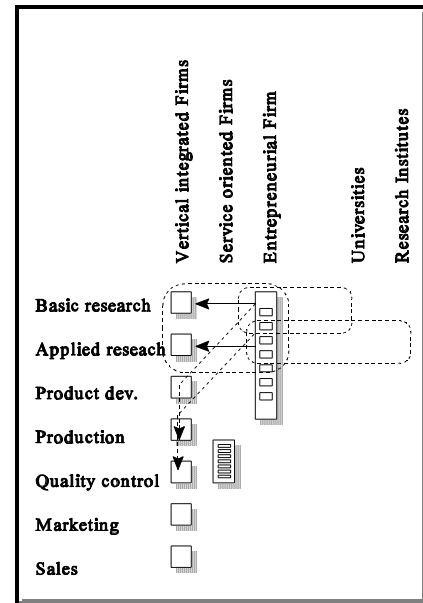 Vertical integrated Firms
Service oriented Firms
Entrepreneurial Firm
Universities
Research Institutes
Basic research
Applied reseach
Product dev.
Production
Quality control
Marketing
Sales